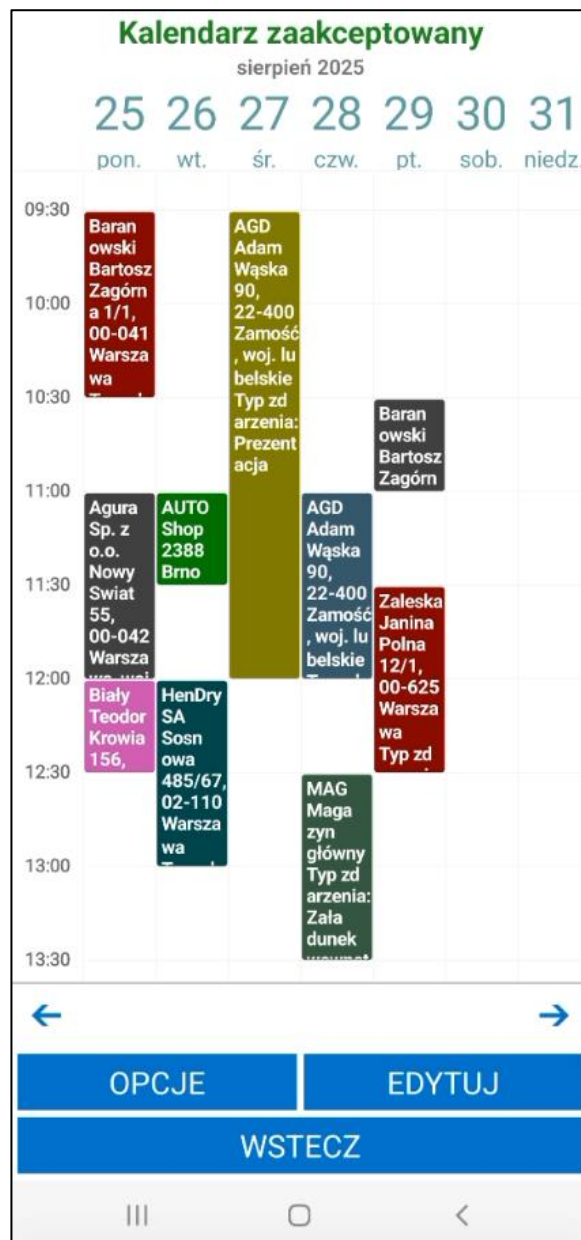 Kalendarz zaakceptowany
sierpień 2025
25 26 27 28 29 30 31
pon. wt. śr. czw. pt. sob. niedz.
09:30
10:00
10:30
11:00
11:30
12:00
12:30
13:00
13:30
Baran
owski
Bartosz
Zagórn
a 1/1,
00-041
Warsza
wa
Agura
Sp. z
o.o.
Nowy
Swiat
55,
00-042
Warsza
Biały
Teodor
Krowia
156,
AUTO
Shop
2388
Brno
HenDry
SA
Sosn
owa
485/67,
02-110
Warsza
wa
AGD
Adam
Wąska
90,
22-400
Zamość
, woj. lu
belskie
Typ zd
arzenia:
Prezent
acja
AGD
Adam
Wąska
90,
22-400
Zamość
, woj. lu
belskie
MAG
Maga
zyn
główny
Typ zd
arzenia:
Zała
dunek
Baran
owski
Bartosz
Zagórn
Zaleska
Janina
Polna
12/1,
00-625
Warsza
wa
Typ zd
OPCJE
EDYTUJ
WSTECZ